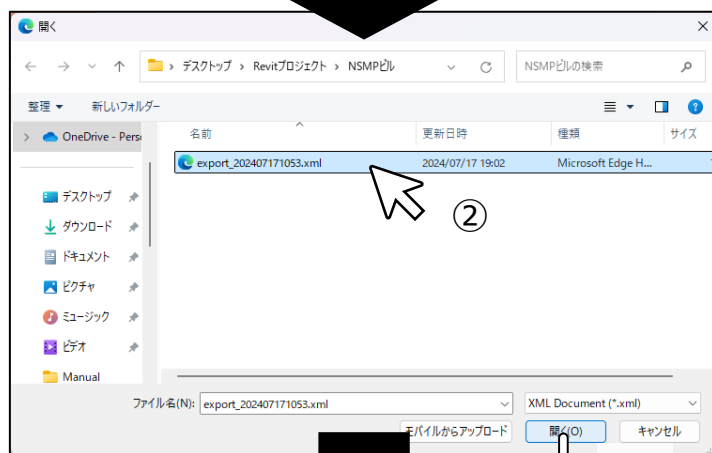 開く
デスクトップ › Revitプロジェクト › NSMPビル
NSMPビルの検索
整理 新しいフォルダー
OneDrive - Perso
名前 更新日時 種類 サイズ
export_202407171053.xml 2024/07/17 19:02 Microsoft Edge H...
②
デスクトップ
ダウンロード
ドキュメント
ピクチャ
ミュージック
ビデオ
Manual
ファイル名(N): export_202407171053.xml XML Document (*.xml)
モバイルからアップロード 開く(O) キャンセル